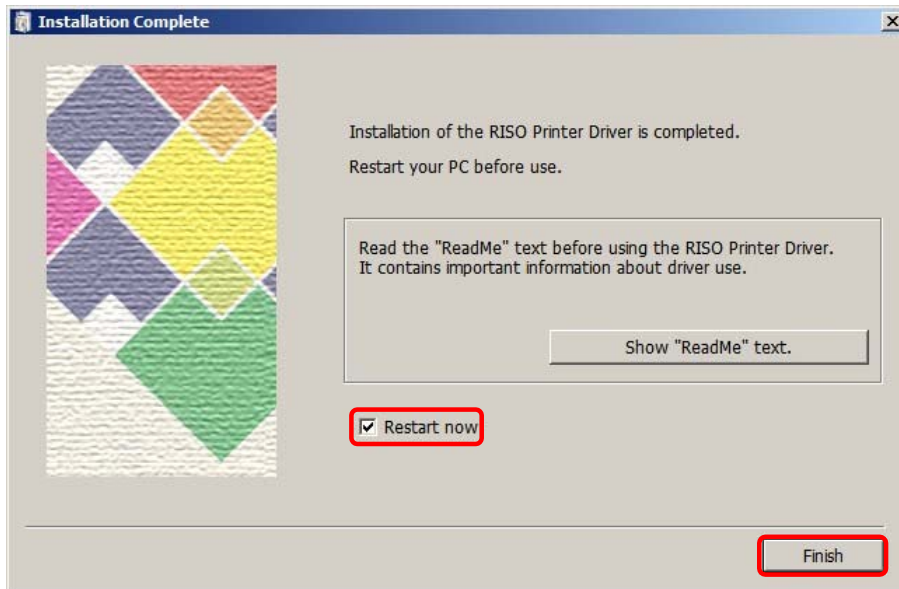 Installation Complete
Installation of the RISO Printer Driver is completed.
Restart your PC before use.
Read the "ReadMe" text before using the RISO Printer Driver.
It contains important information about driver use.
Show "ReadMe" text.
Restart now
Finish